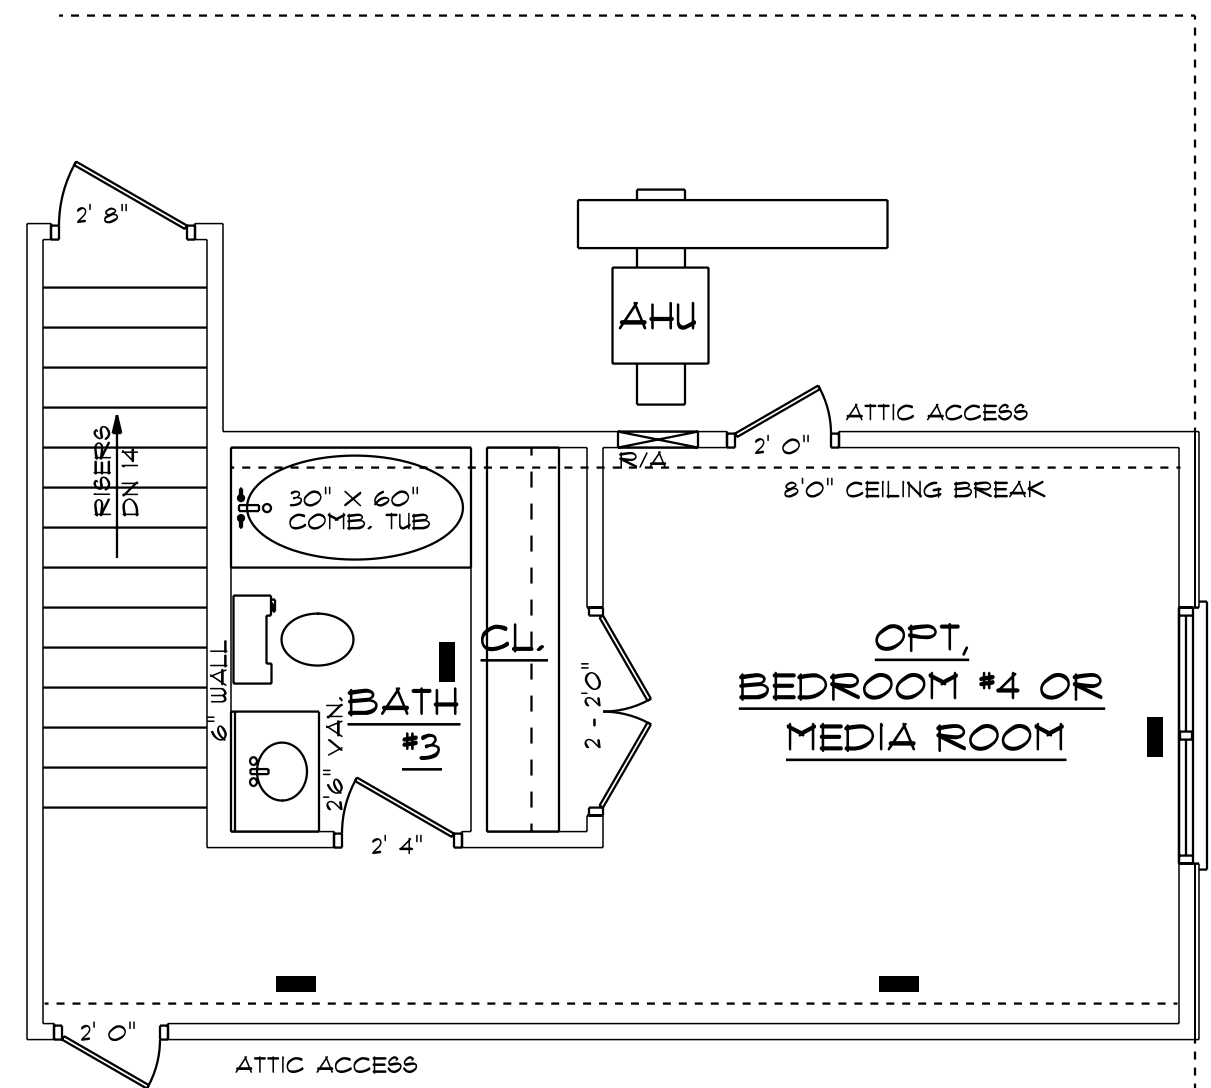 2' 8"
AHU
ATTIC ACCESS
2' 0"
R/A
8'0" CEILING BREAK
RISERS
DN 14
30" X 60"
COMB. TUB
CL.
6" WALL
BATH
#3
2'6" VAN.
2' 4"
2 - 2'0"
OPT.
BEDROOM #4 OR
MEDIA ROOM
2' 0"
ATTIC ACCESS